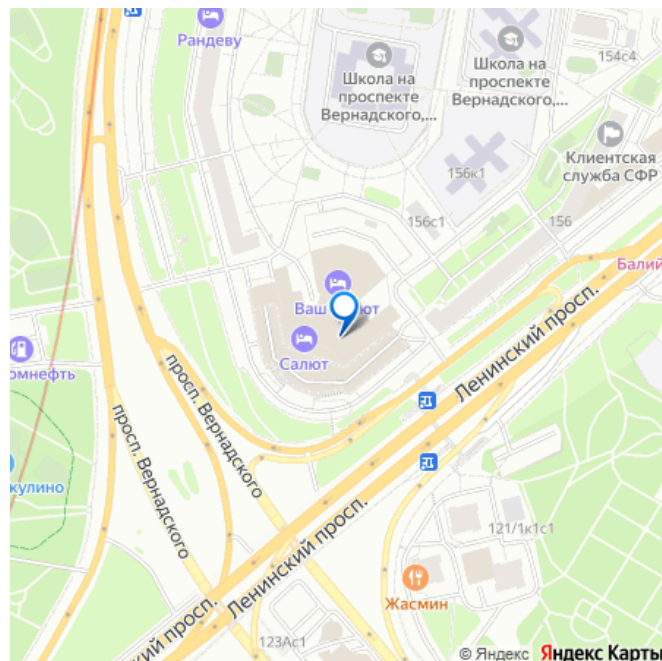 Рандеву
154с4
Школа на
проспекте
Вернадского,...
Школа на
проспекте
Вернадского,...
Клиентская
служба СФР
156к1
156с1
156
Балий
Ваш
ют
Салют
Ленинский просп.
омнефть
просп. Вернадского
просп. Вернадского
кулино
121/1к1с1
Ленинский просп.
Жасмин
ский просп.
123Ас1
© Яндекс Яндекс Карты